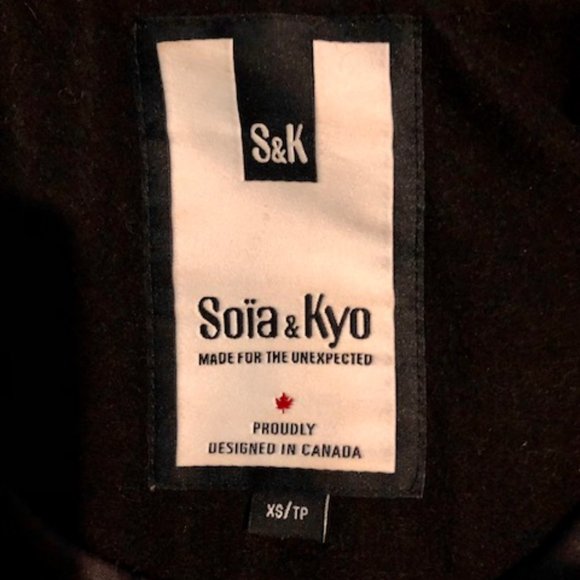 S&K
Soïa & Kyo
MADE FOR THE UNEXPECTED
PROUDLY
DESIGNED IN CANADA
XS/TP